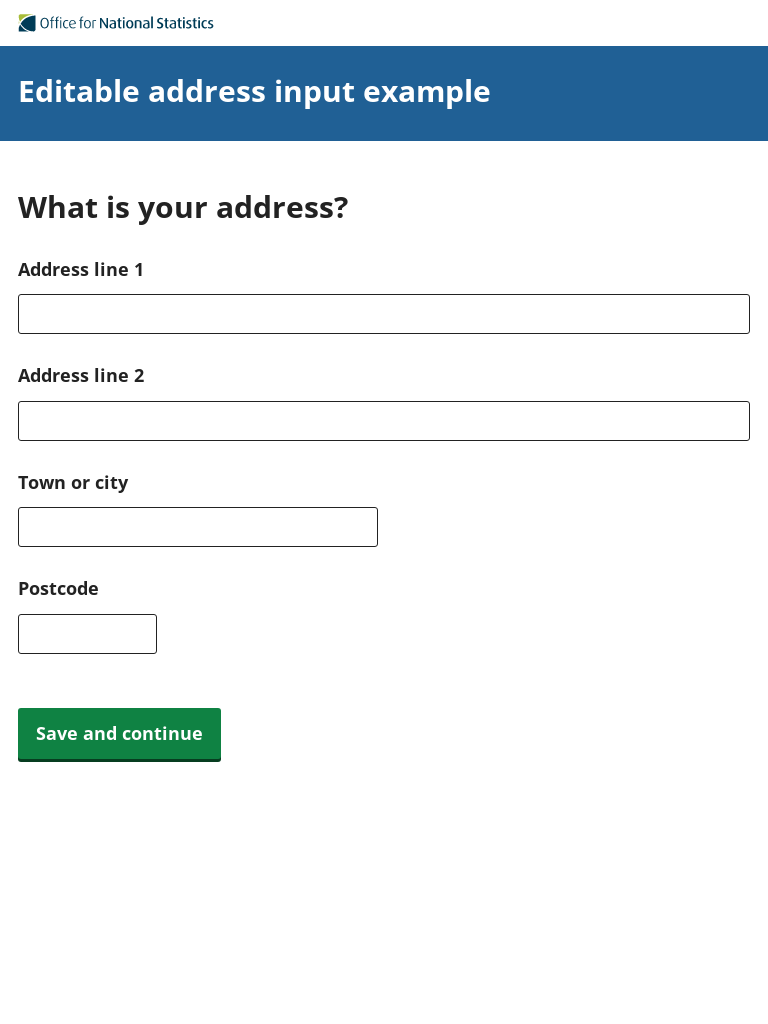 Office for National Statistics
Editable address input example
What is your address?
Address line 1
Address line 2
Town or city
Postcode
Save and continue